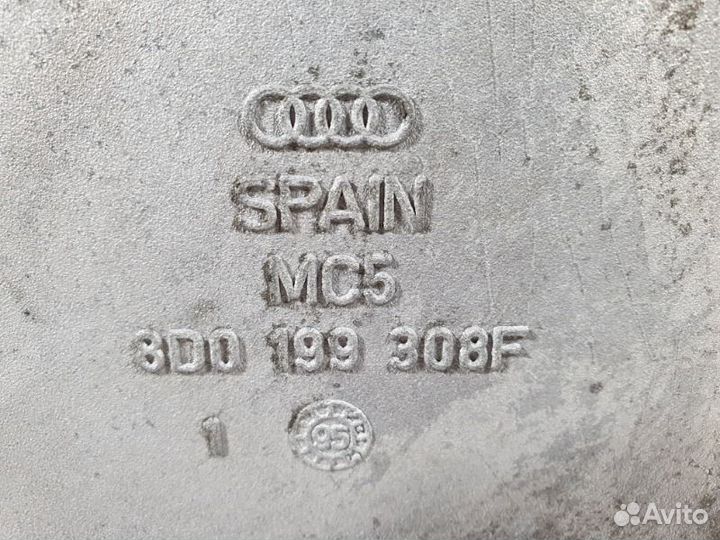 SPAIN
MC5
8D0 199 308F
1 95
Avito